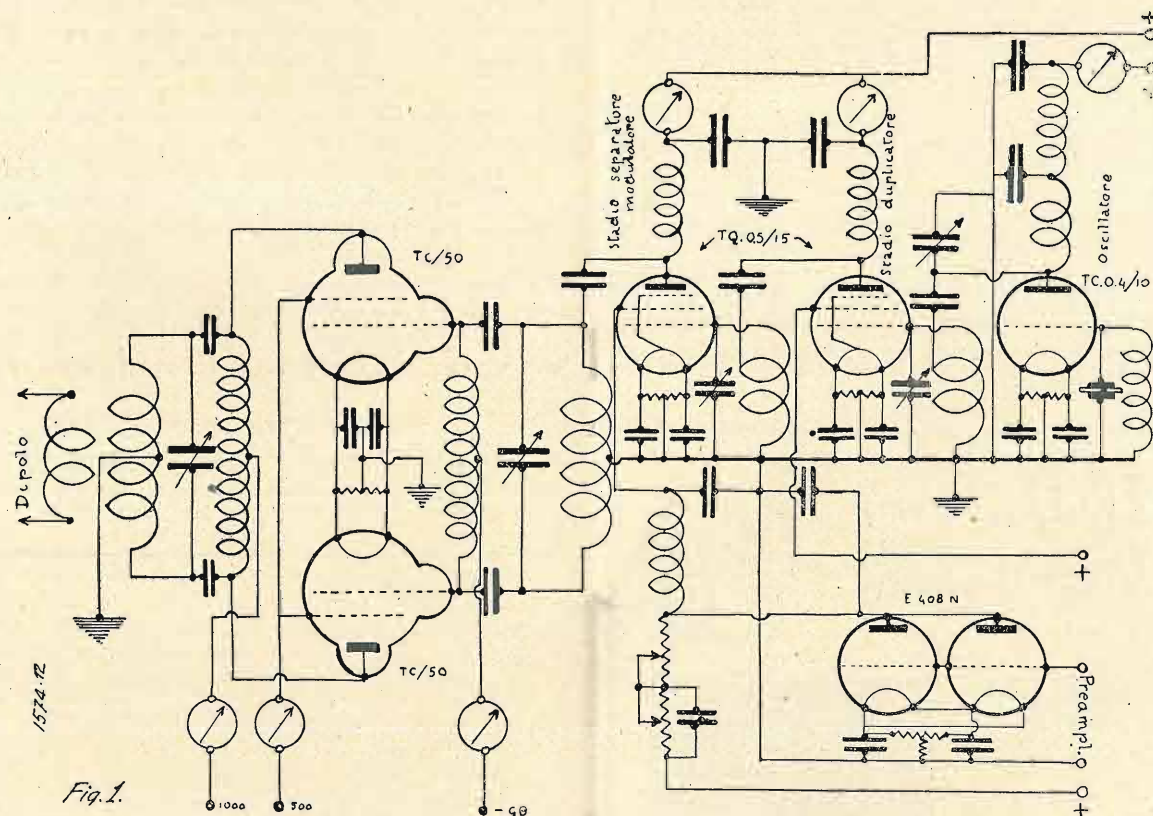 Dipolo
TC/50
TC/50
Stadio separatore
modulatore
TQ.05/15
Stadio duplicatore
Oscillatore
TC.0.4/10
+
+
E 408 N
Preampl.
+
1574.12
Fig. 1.
1000
500